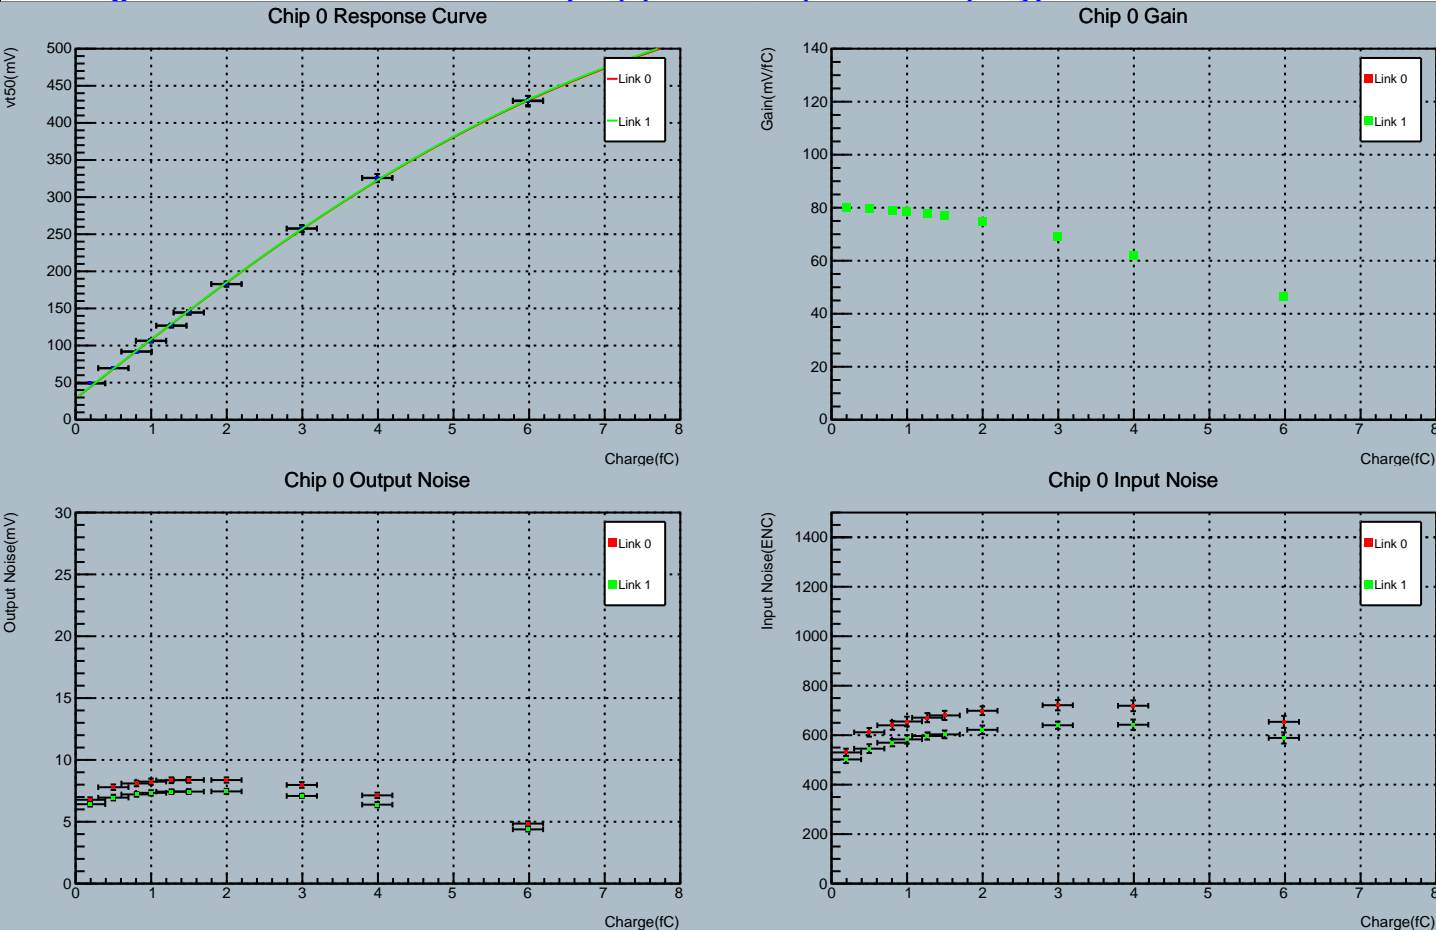 Chip 0 Response Curve
vt50(mV)
500
450
400
350
300
250
200
150
100
50
0
0 1 2 3 4 5 6 7 8
Charge(fC)
Link 0
Link 1
Chip 0 Gain
Gain(mV/fC)
140
120
100
80
60
40
20
0
0 1 2 3 4 5 6 7 8
Charge(fC)
Link 0
Link 1
Chip 0 Output Noise
Output Noise(mV)
30
25
20
15
10
5
0
0 1 2 3 4 5 6 7 8
Charge(fC)
Link 0
Link 1
Chip 0 Input Noise
Input Noise(ENC)
1400
1200
1000
800
600
400
200
0
0 1 2 3 4 5 6 7 8
Charge(fC)
Link 0
Link 1